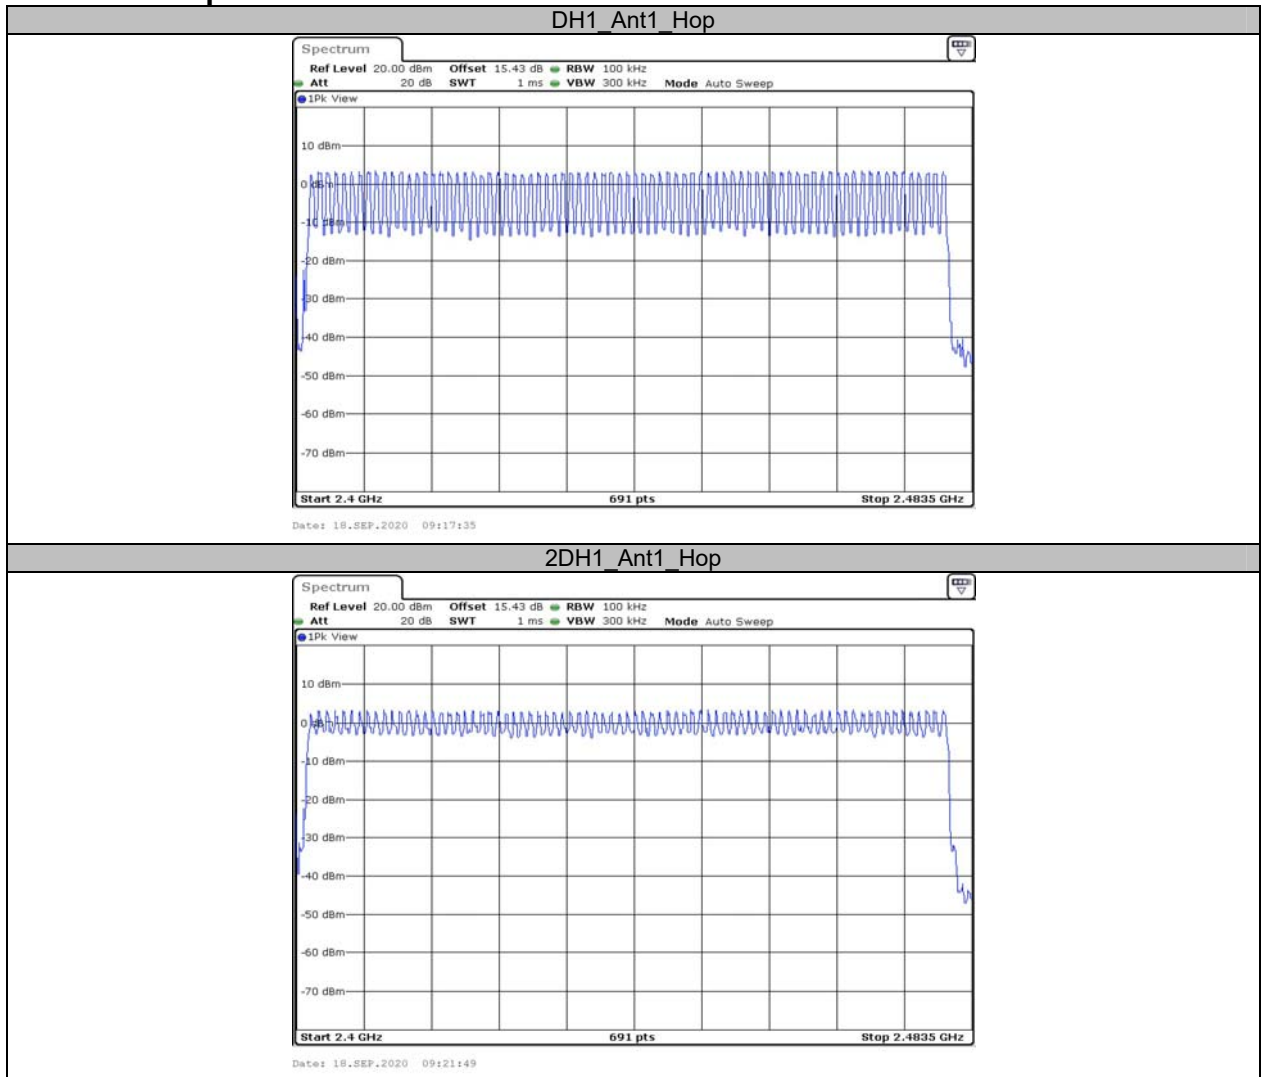 DH1_Ant1_Hop
Spectrum
Ref Level 20.00 dBm Offset 15.43 dB RBW 100 kHz
Att 20 dB SWT 1 ms VBW 300 kHz Mode Auto Sweep
1Pk View
10 dBm
0 dBm
-10 dBm
-20 dBm
-30 dBm
-40 dBm
-50 dBm
-60 dBm
-70 dBm
Start 2.4 GHz 691 pts Stop 2.4835 GHz
Date: 18.SEP.2020 09:17:35
2DH1_Ant1_Hop
Spectrum
Ref Level 20.00 dBm Offset 15.43 dB RBW 100 kHz
Att 20 dB SWT 1 ms VBW 300 kHz Mode Auto Sweep
1Pk View
10 dBm
0 dBm
-10 dBm
-20 dBm
-30 dBm
-40 dBm
-50 dBm
-60 dBm
-70 dBm
Start 2.4 GHz 691 pts Stop 2.4835 GHz
Date: 18.SEP.2020 09:21:49